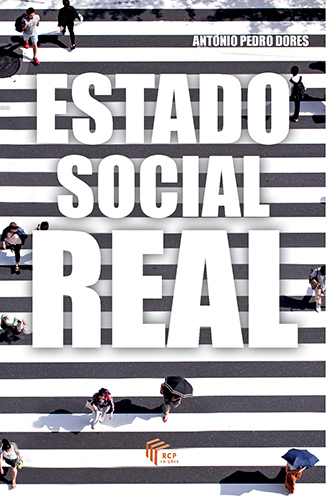 ANTÓNIO PEDRO DORES
ESTADO
SOCIAL
REAL
RCP